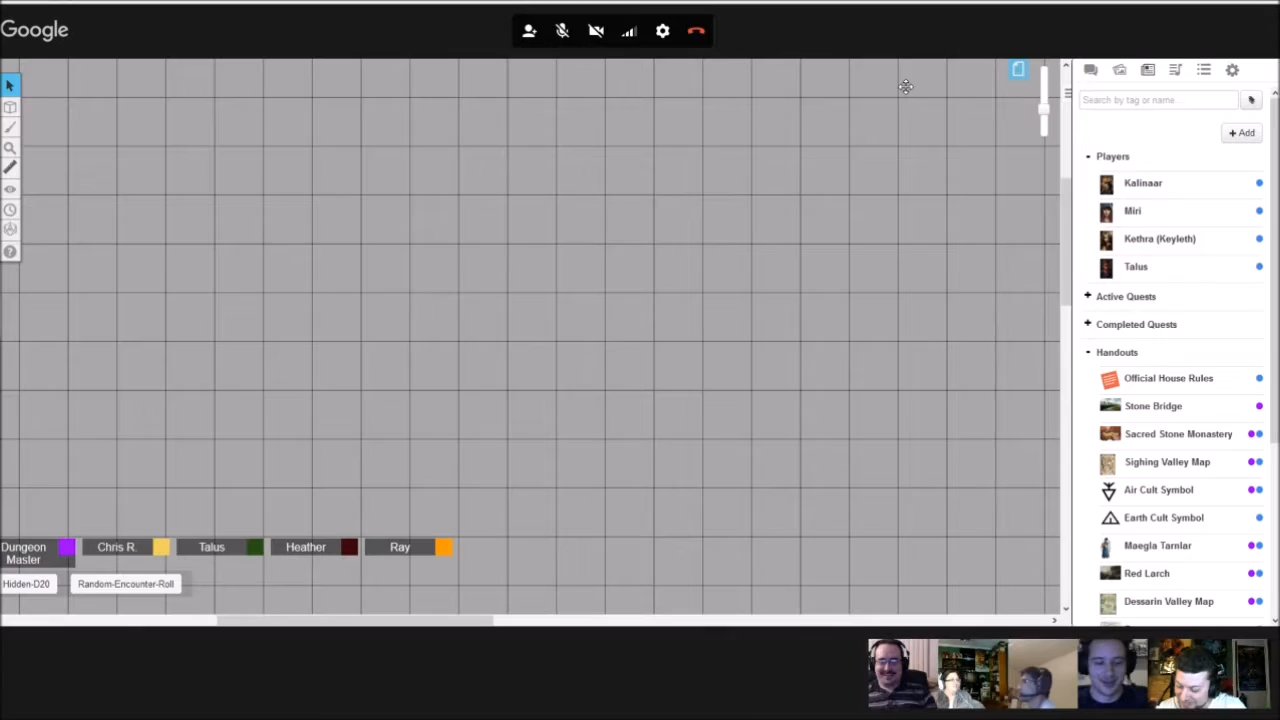 Google
Search by tag or name...
+ Add
Players
Kalinaar
Miri
Kethra (Keyleth)
Talus
Active Quests
Completed Quests
Handouts
Official House Rules
Stone Bridge
Sacred Stone Monastery
Sighing Valley Map
Air Cult Symbol
Earth Cult Symbol
Maegla Tarnlar
Red Larch
Dessarin Valley Map
Dungeon Master
Chris R.
Talus
Heather
Ray
Hidden-D20
Random-Encounter-Roll